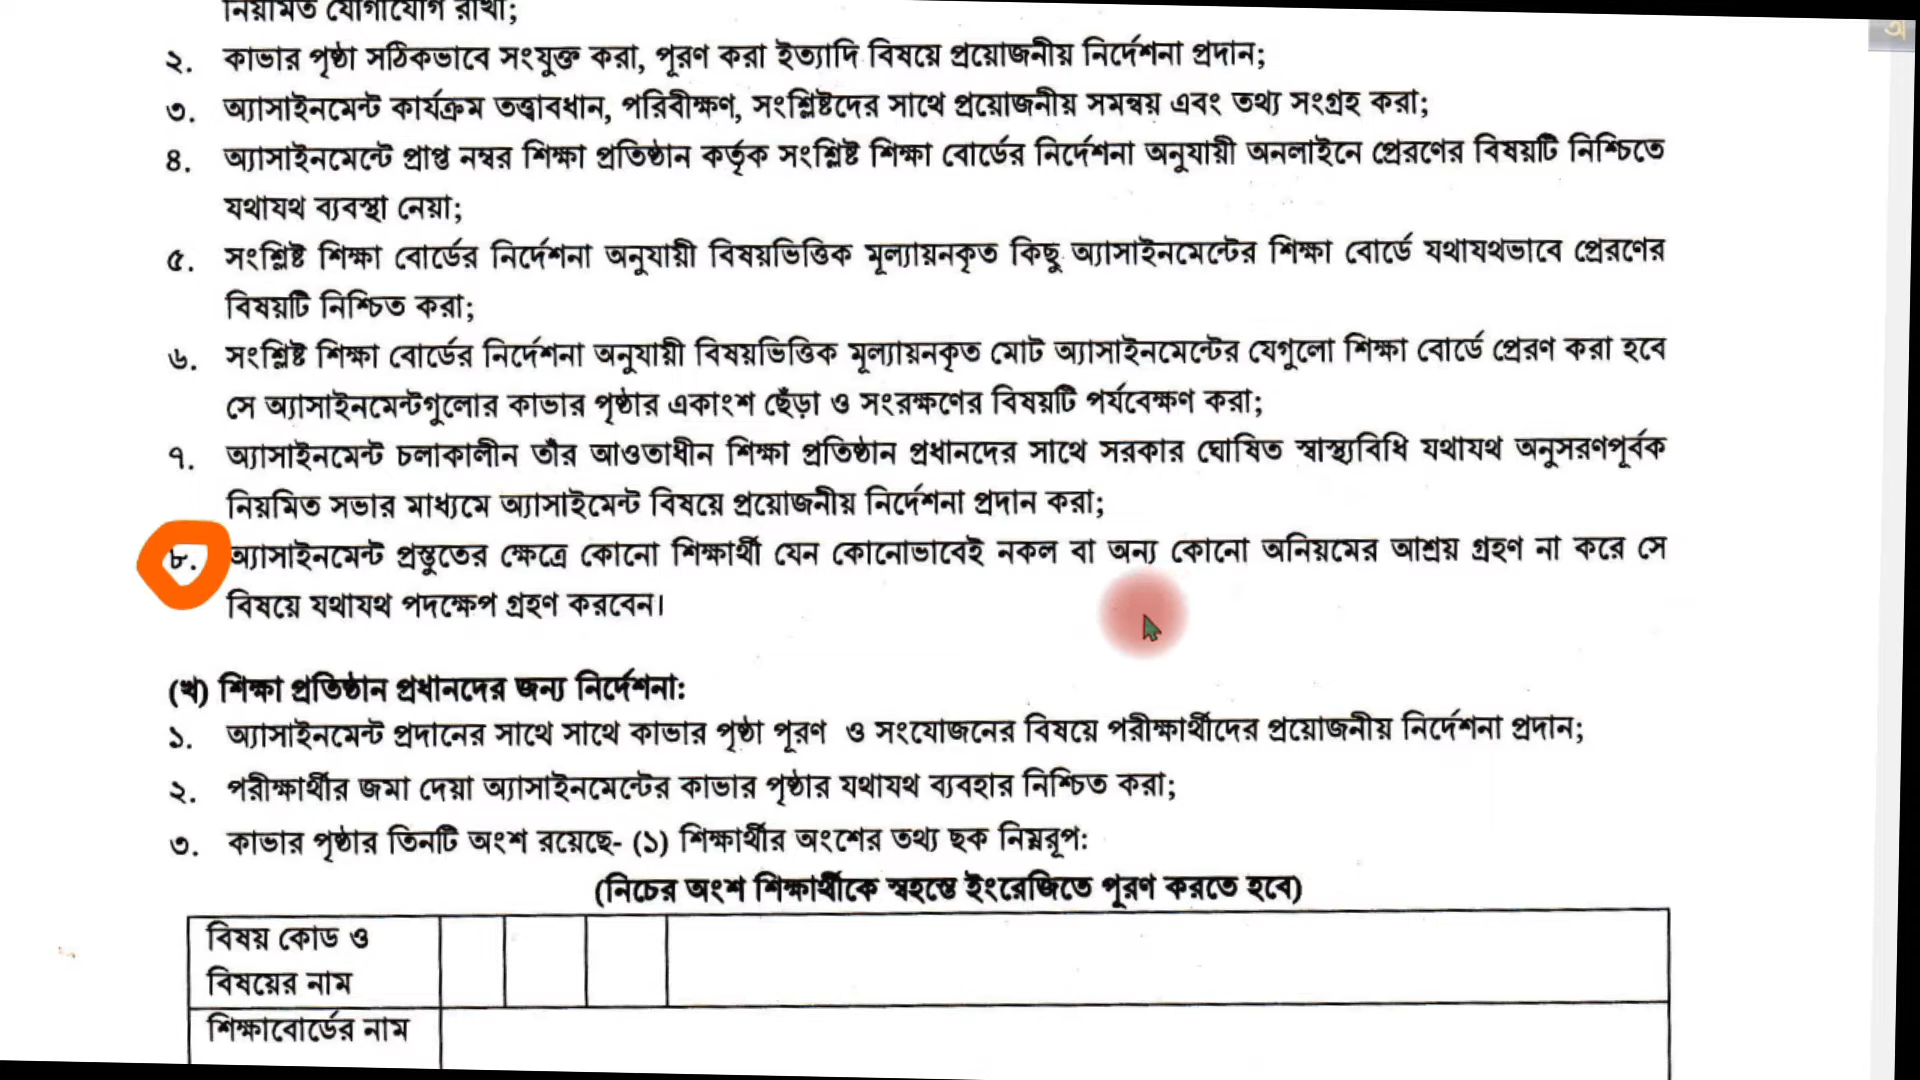 নিয়মিত যোগাযোগ রাখা;
২. কাভার পৃষ্ঠা সঠিকভাবে সংযুক্ত করা, পূরণ করা ইত্যাদি বিষয়ে প্রয়োজনীয় নির্দেশনা প্রদান;
৩. অ্যাসাইনমেন্ট কার্যক্রম তত্ত্বাবধান, পরিবীক্ষণ, সংশ্লিষ্টদের সাথে প্রয়োজনীয় সমন্বয় এবং তথ্য সংগ্রহ করা;
৪. অ্যাসাইনমেন্টে প্রাপ্ত নম্বর শিক্ষা প্রতিষ্ঠান কর্তৃক সংশ্লিষ্ট শিক্ষা বোর্ডের নির্দেশনা অনুযায়ী অনলাইনে প্রেরণের বিষয়টি নিশ্চিতে
যথাযথ ব্যবস্থা নেয়া;
৫. সংশ্লিষ্ট শিক্ষা বোর্ডের নির্দেশনা অনুযায়ী বিষয়ভিত্তিক মূল্যায়নকৃত কিছু অ্যাসাইনমেন্টের শিক্ষা বোর্ডে যথাযথভাবে প্রেরণের
বিষয়টি নিশ্চিত করা;
৬. সংশ্লিষ্ট শিক্ষা বোর্ডের নির্দেশনা অনুযায়ী বিষয়ভিত্তিক মূল্যায়নকৃত মোট অ্যাসাইনমেন্টের যেগুলো শিক্ষা বোর্ডে প্রেরণ করা হবে
সে অ্যাসাইনমেন্টগুলোর কাভার পৃষ্ঠার একাংশ ছেঁড়া ও সংরক্ষণের বিষয়টি পর্যবেক্ষণ করা;
৭. অ্যাসাইনমেন্ট চলাকালীন তাঁর আওতাধীন শিক্ষা প্রতিষ্ঠান প্রধানদের সাথে সরকার ঘোষিত স্বাস্থ্যবিধি যথাযথ অনুসরণপূর্বক
নিয়মিত সভার মাধ্যমে অ্যাসাইমেন্ট বিষয়ে প্রয়োজনীয় নির্দেশনা প্রদান করা;
৮. অ্যাসাইনমেন্ট প্রস্তুতের ক্ষেত্রে কোনো শিক্ষার্থী যেন কোনোভাবেই নকল বা অন্য কোনো অনিয়মের আশ্রয় গ্রহণ না করে সে
বিষয়ে যথাযথ পদক্ষেপ গ্রহণ করবেন।
(খ) শিক্ষা প্রতিষ্ঠান প্রধানদের জন্য নির্দেশনা:
১. অ্যাসাইনমেন্ট প্রদানের সাথে সাথে কাভার পৃষ্ঠা পূরণ ও সংযোজনের বিষয়ে পরীক্ষার্থীদের প্রয়োজনীয় নির্দেশনা প্রদান;
২. পরীক্ষার্থীর জমা দেয়া অ্যাসাইনমেন্টের কাভার পৃষ্ঠার যথাযথ ব্যবহার নিশ্চিত করা;
৩. কাভার পৃষ্ঠার তিনটি অংশ রয়েছে- (১) শিক্ষার্থীর অংশের তথ্য ছক নিম্নরূপ:
(নিচের অংশ শিক্ষার্থীকে স্বহস্তে ইংরেজিতে পূরণ করতে হবে)
বিষয় কোড ও
বিষয়ের নাম
শিক্ষাবোর্ডের নাম
অ